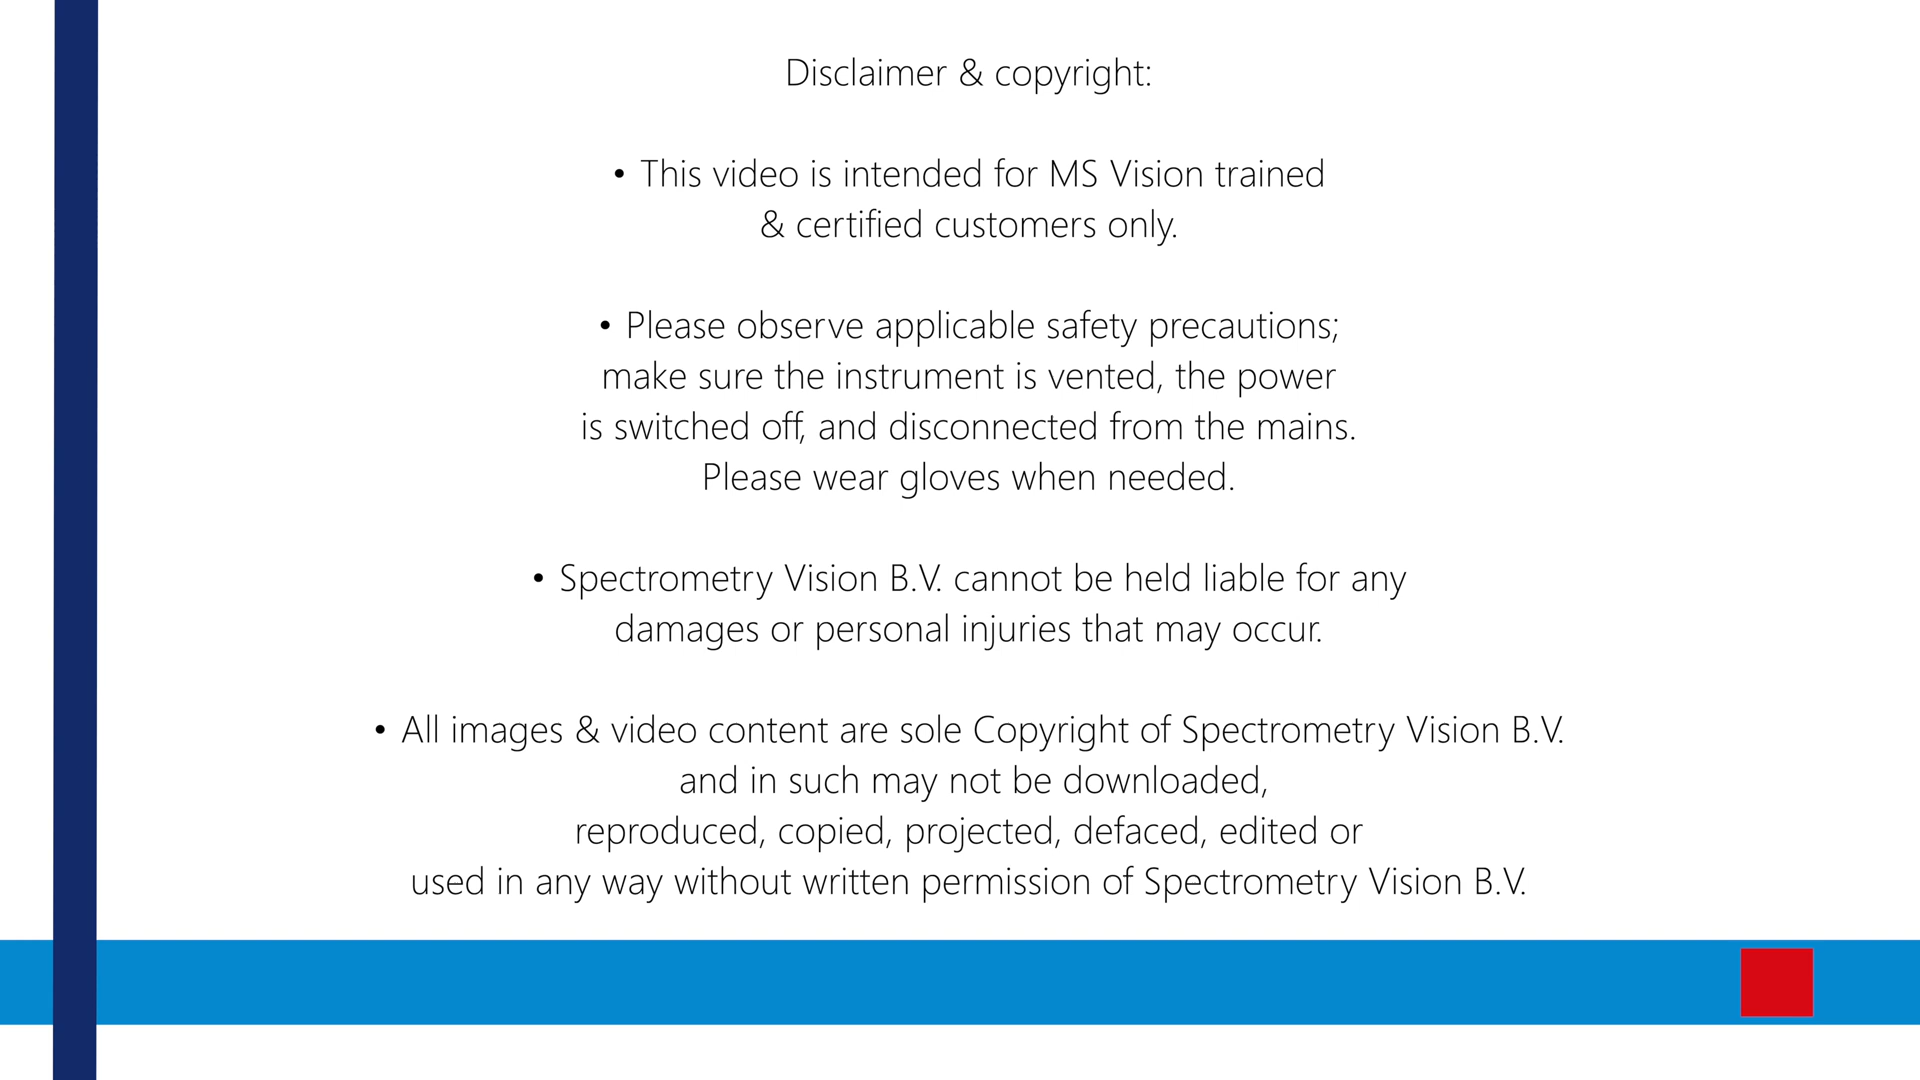 Disclaimer & copyright:
• This video is intended for MS Vision trained
& certified customers only.
• Please observe applicable safety precautions;
make sure the instrument is vented, the power
is switched off, and disconnected from the mains.
Please wear gloves when needed.
• Spectrometry Vision B.V. cannot be held liable for any
damages or personal injuries that may occur.
• All images & video content are sole Copyright of Spectrometry Vision B.V.
and in such may not be downloaded,
reproduced, copied, projected, defaced, edited or
used in any way without written permission of Spectrometry Vision B.V.